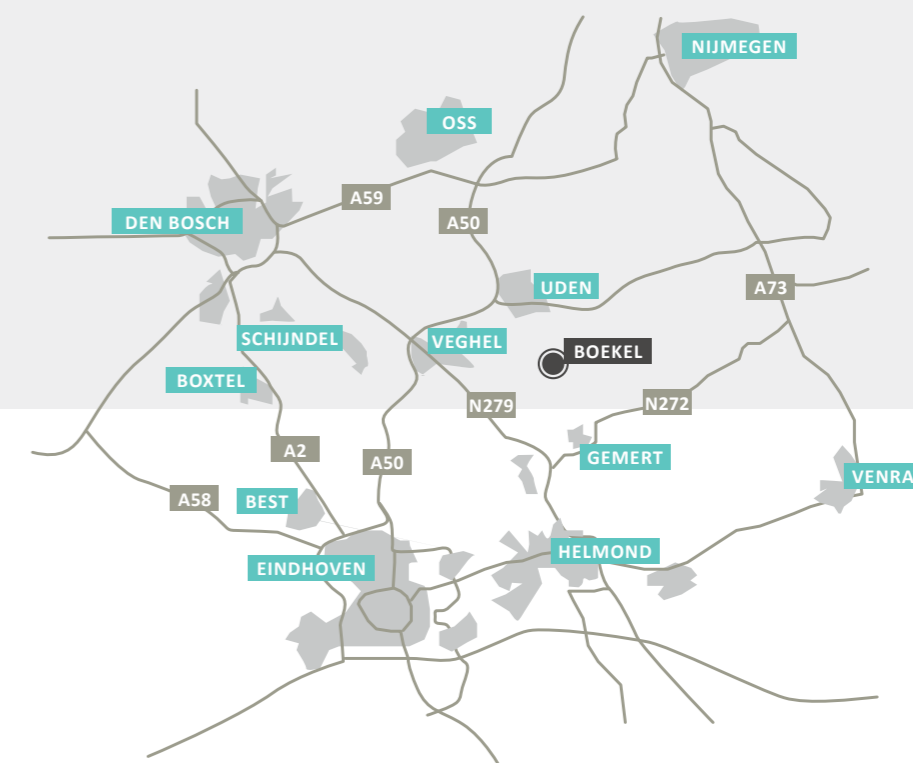 NIJMEGEN
OSS
A59
DEN BOSCH
A50
UDEN
A73
SCHIJNDEL
VEGHEL
BOEKEL
BOXTEL
N279
N272
A2
A50
GEMERT
VENRA
A58
BEST
HELMOND
EINDHOVEN